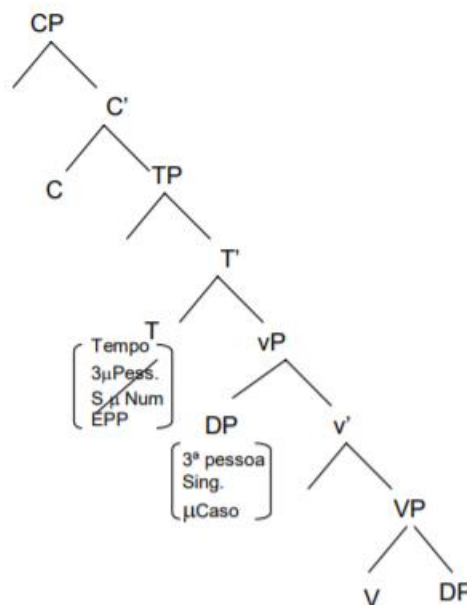 CP
C'
C
TP
T'
T
vP
Tempo
3μPess.
S μ Num
EPP
DP
v'
3ª pessoa
Sing.
μCaso
VP
V
DP